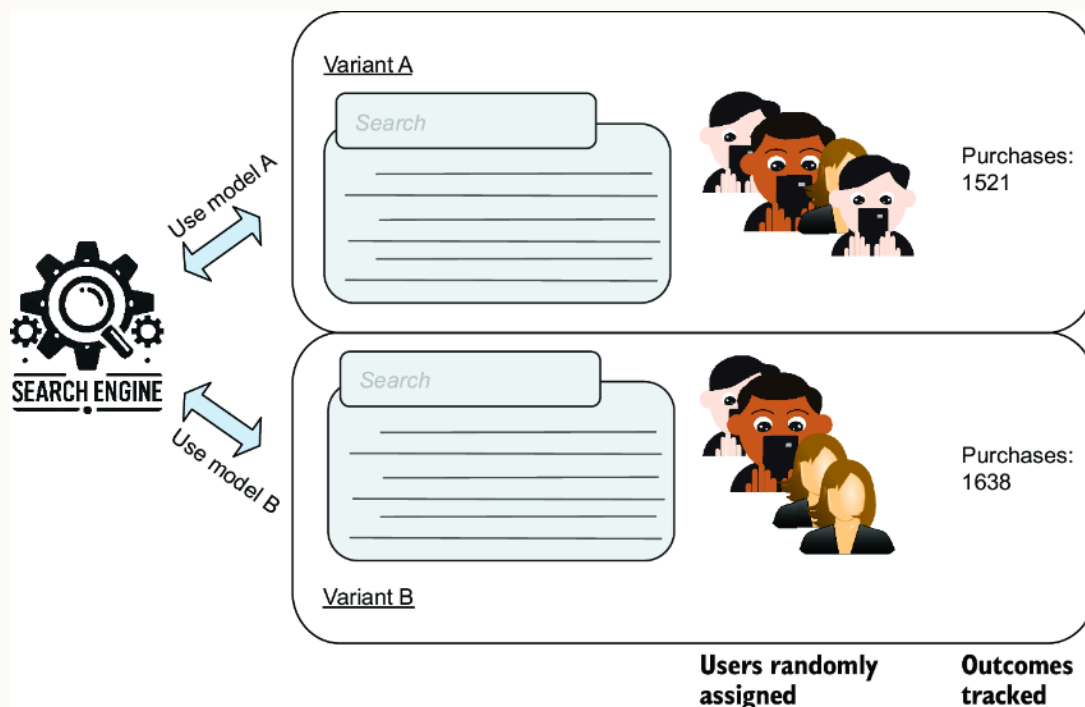 Variant A
Search
Use model A
Purchases:
1521
SEARCH ENGINE
Use model B
Search
Purchases:
1638
Variant B
Users randomly
assigned
Outcomes
tracked